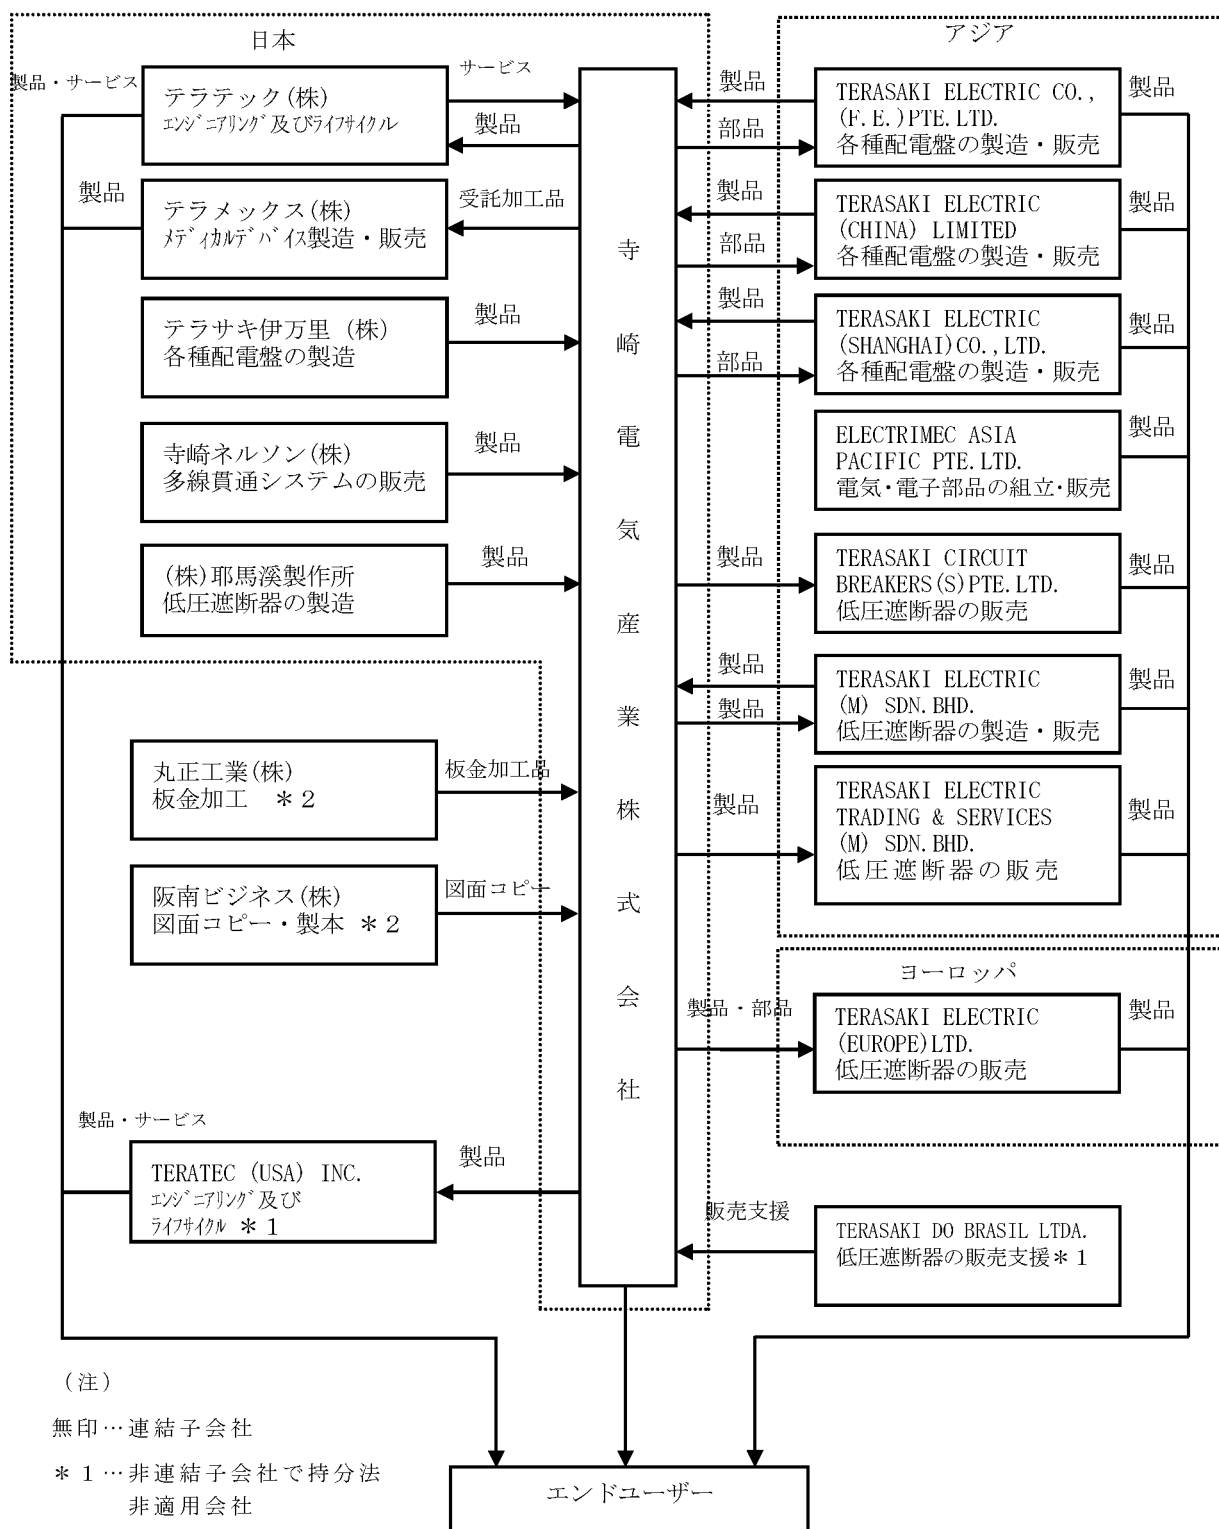 日本
製品・サービス
テラテック(株)
エンジニアリング及びライフサイクル
サービス
製品
製品
テラメックス(株)
メディカルデバイス製造・販売
受託加工品
テラサキ伊万里 (株)
各種配電盤の製造
製品
寺崎ネルソン(株)
多線貫通システムの販売
製品
(株)耶馬溪製作所
低圧遮断器の製造
製品
丸正工業(株)
板金加工 *2
板金加工品
阪南ビジネス(株)
図面コピー・製本 *2
図面コピー
製品・サービス
TERATEC (USA) INC.
エンジニアリング及び
ライフサイクル *1
製品
寺崎電気産業株式会社
アジア
製品
部品
TERASAKI ELECTRIC CO.,
(F.E.)PTE.LTD.
各種配電盤の製造・販売
製品
製品
部品
TERASAKI ELECTRIC
(CHINA) LIMITED
各種配電盤の製造・販売
製品
製品
部品
TERASAKI ELECTRIC
(SHANGHAI)CO.,LTD.
各種配電盤の製造・販売
製品
ELECTRIMEC ASIA
PACIFIC PTE.LTD.
電気・電子部品の組立・販売
製品
製品
TERASAKI CIRCUIT
BREAKERS(S)PTE.LTD.
低圧遮断器の販売
製品
製品
製品
TERASAKI ELECTRIC
(M) SDN.BHD.
低圧遮断器の製造・販売
製品
製品
TERASAKI ELECTRIC
TRADING & SERVICES
(M) SDN.BHD.
低圧遮断器の販売
製品
ヨーロッパ
製品・部品
TERASAKI ELECTRIC
(EUROPE)LTD.
低圧遮断器の販売
製品
販売支援
TERASAKI DO BRASIL LTDA.
低圧遮断器の販売支援*1
(注)
無印…連結子会社
*1…非連結子会社で持分法
非適用会社
エンドユーザー